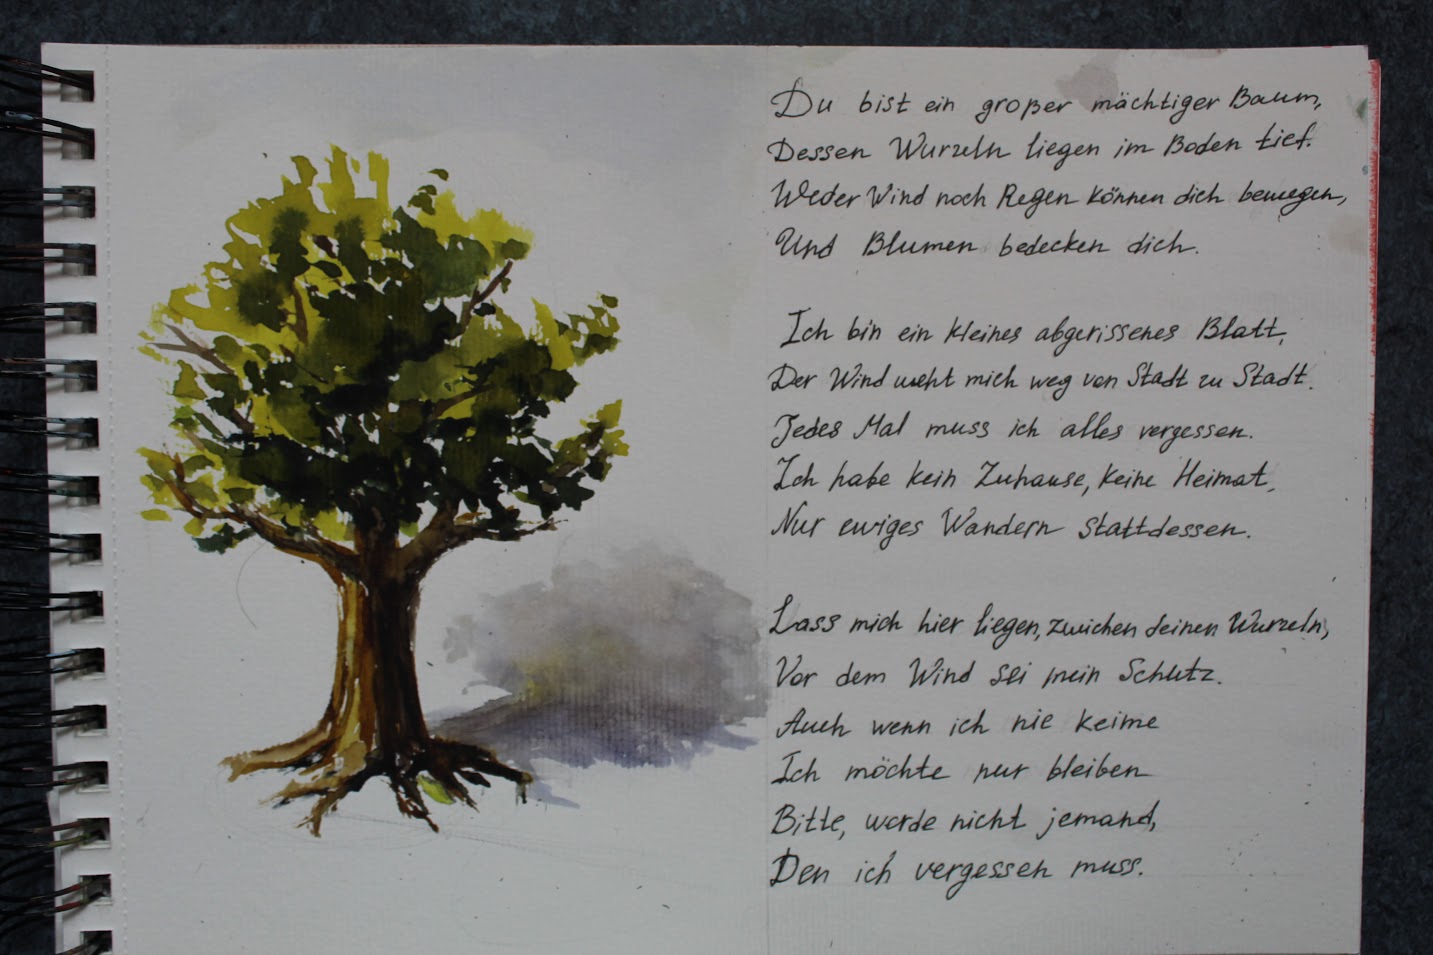 Du bist ein großer mächtiger Baum,
Dessen Wurzeln liegen im Boden tief.
Weder Wind noch Regen können dich bewegen,
Und Blumen bedecken dich.
Ich bin ein kleines abgerissenes Blatt,
Der Wind weht mich weg von Stadt zu Stadt.
Jedes Mal muss ich alles vergessen.
Ich habe kein Zuhause, keine Heimat,
Nur ewiges Wandern stattdessen.
Lass mich hier liegen, zwichen deinen Wurzeln,
Vor dem Wind sei mein Schutz.
Auch wenn ich nie keime
Ich möchte nur bleiben
Bitte, werde nicht jemand,
Den ich vergessen muss.